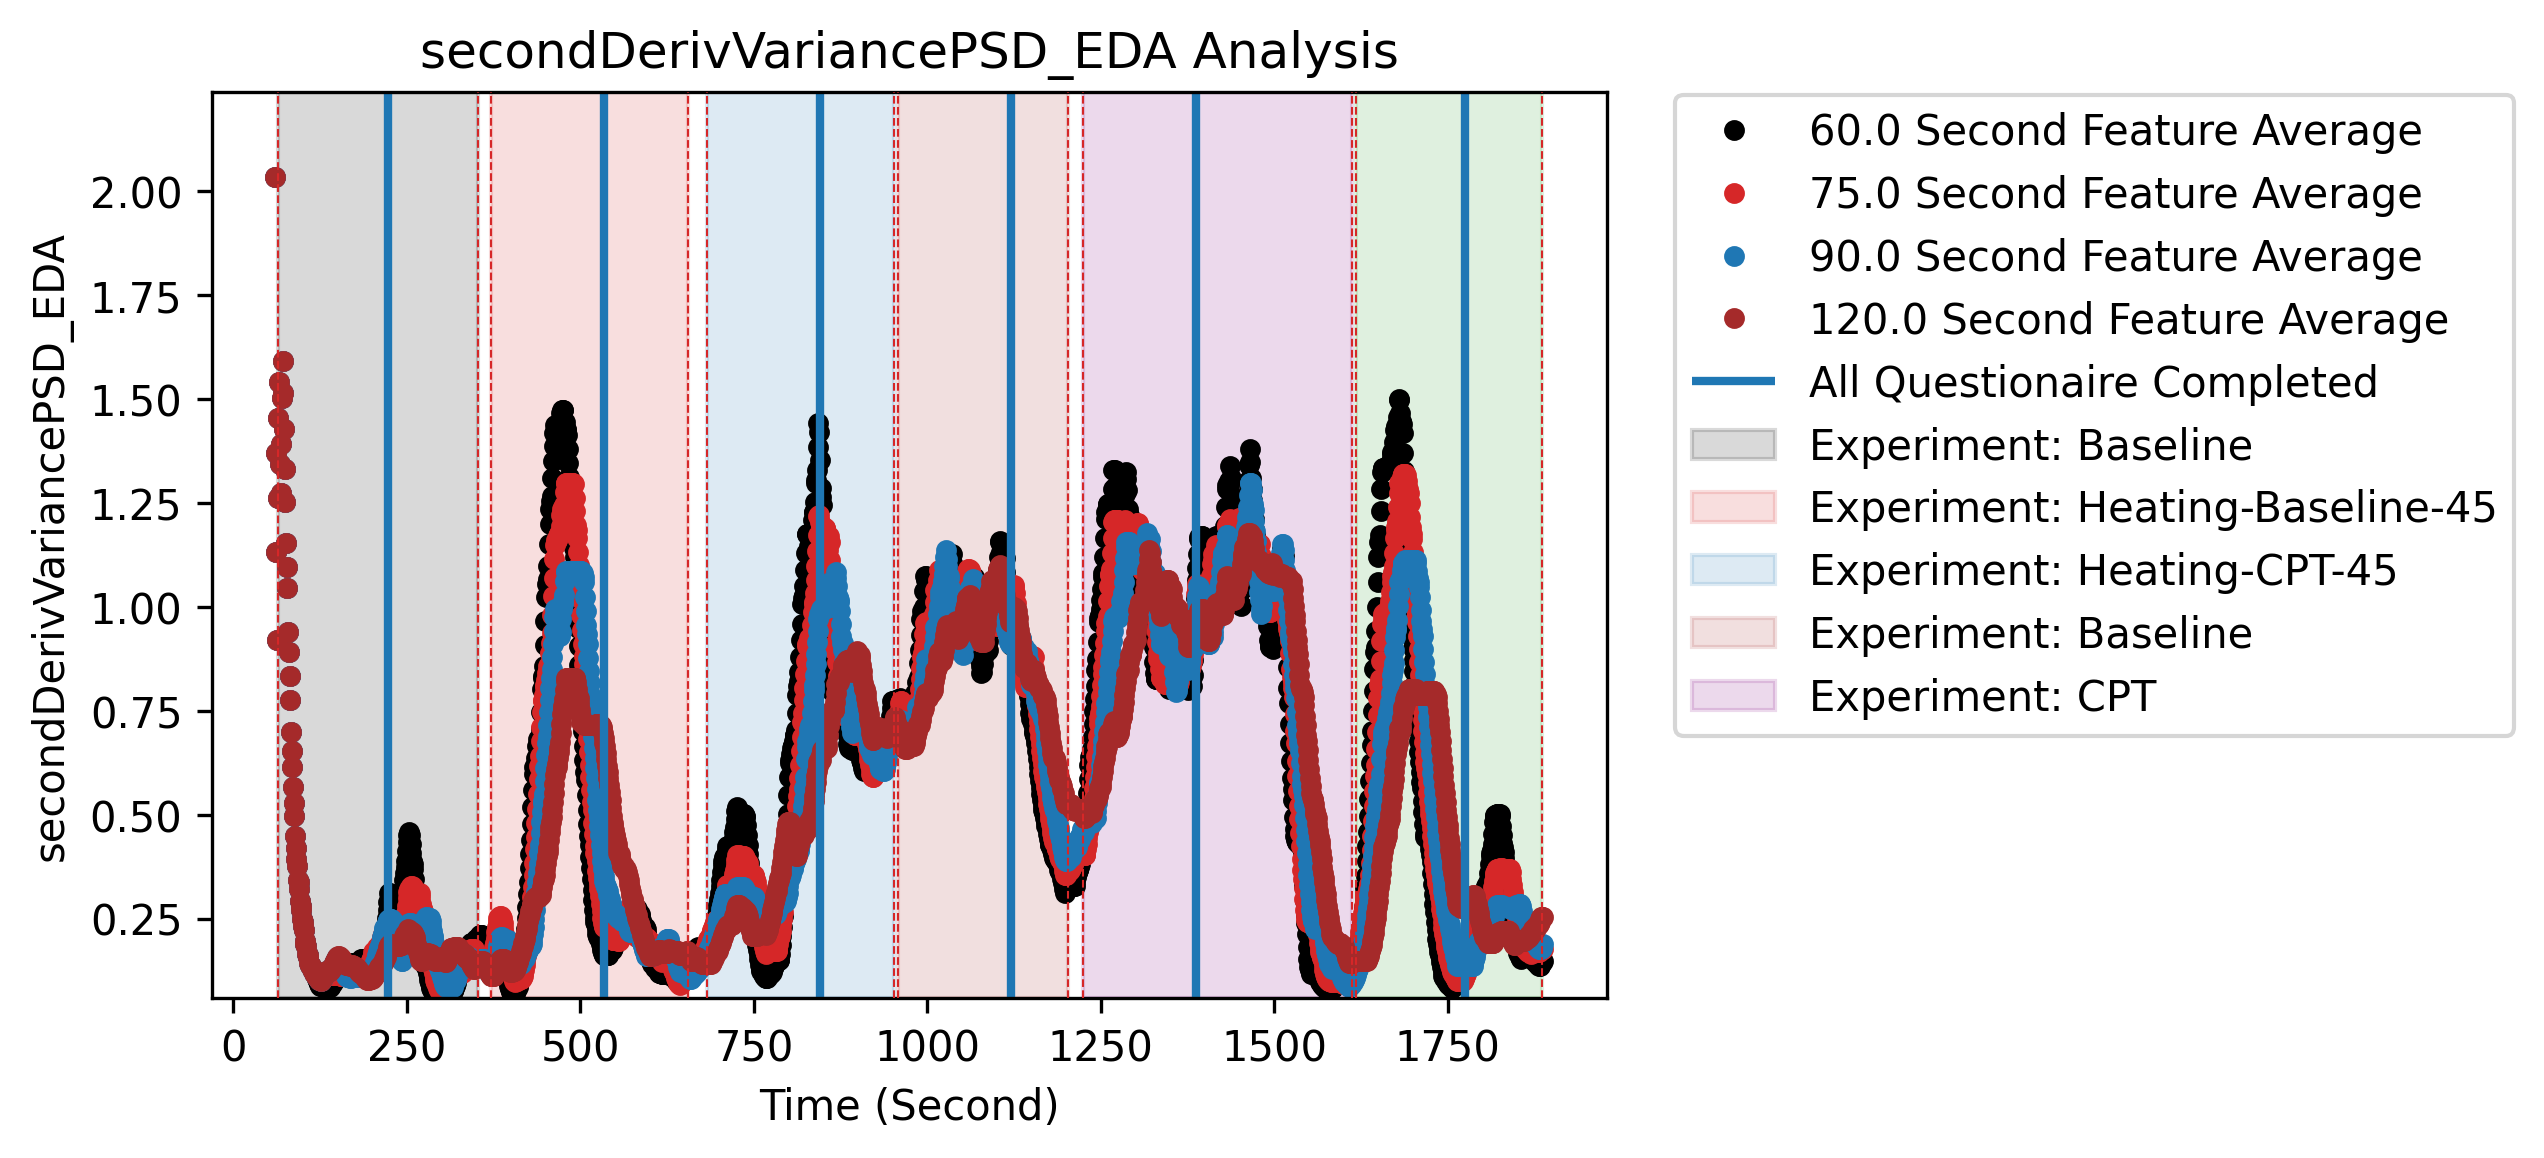 secondDerivVariancePSD_EDA Analysis
secondDerivVariancePSD_EDA
2.00
1.75
1.50
1.25
1.00
0.75
0.50
0.25
0 250 500 750 1000 1250 1500 1750
Time (Second)
60.0 Second Feature Average
75.0 Second Feature Average
90.0 Second Feature Average
120.0 Second Feature Average
All Questionaire Completed
Experiment: Baseline
Experiment: Heating-Baseline-45
Experiment: Heating-CPT-45
Experiment: Baseline
Experiment: CPT